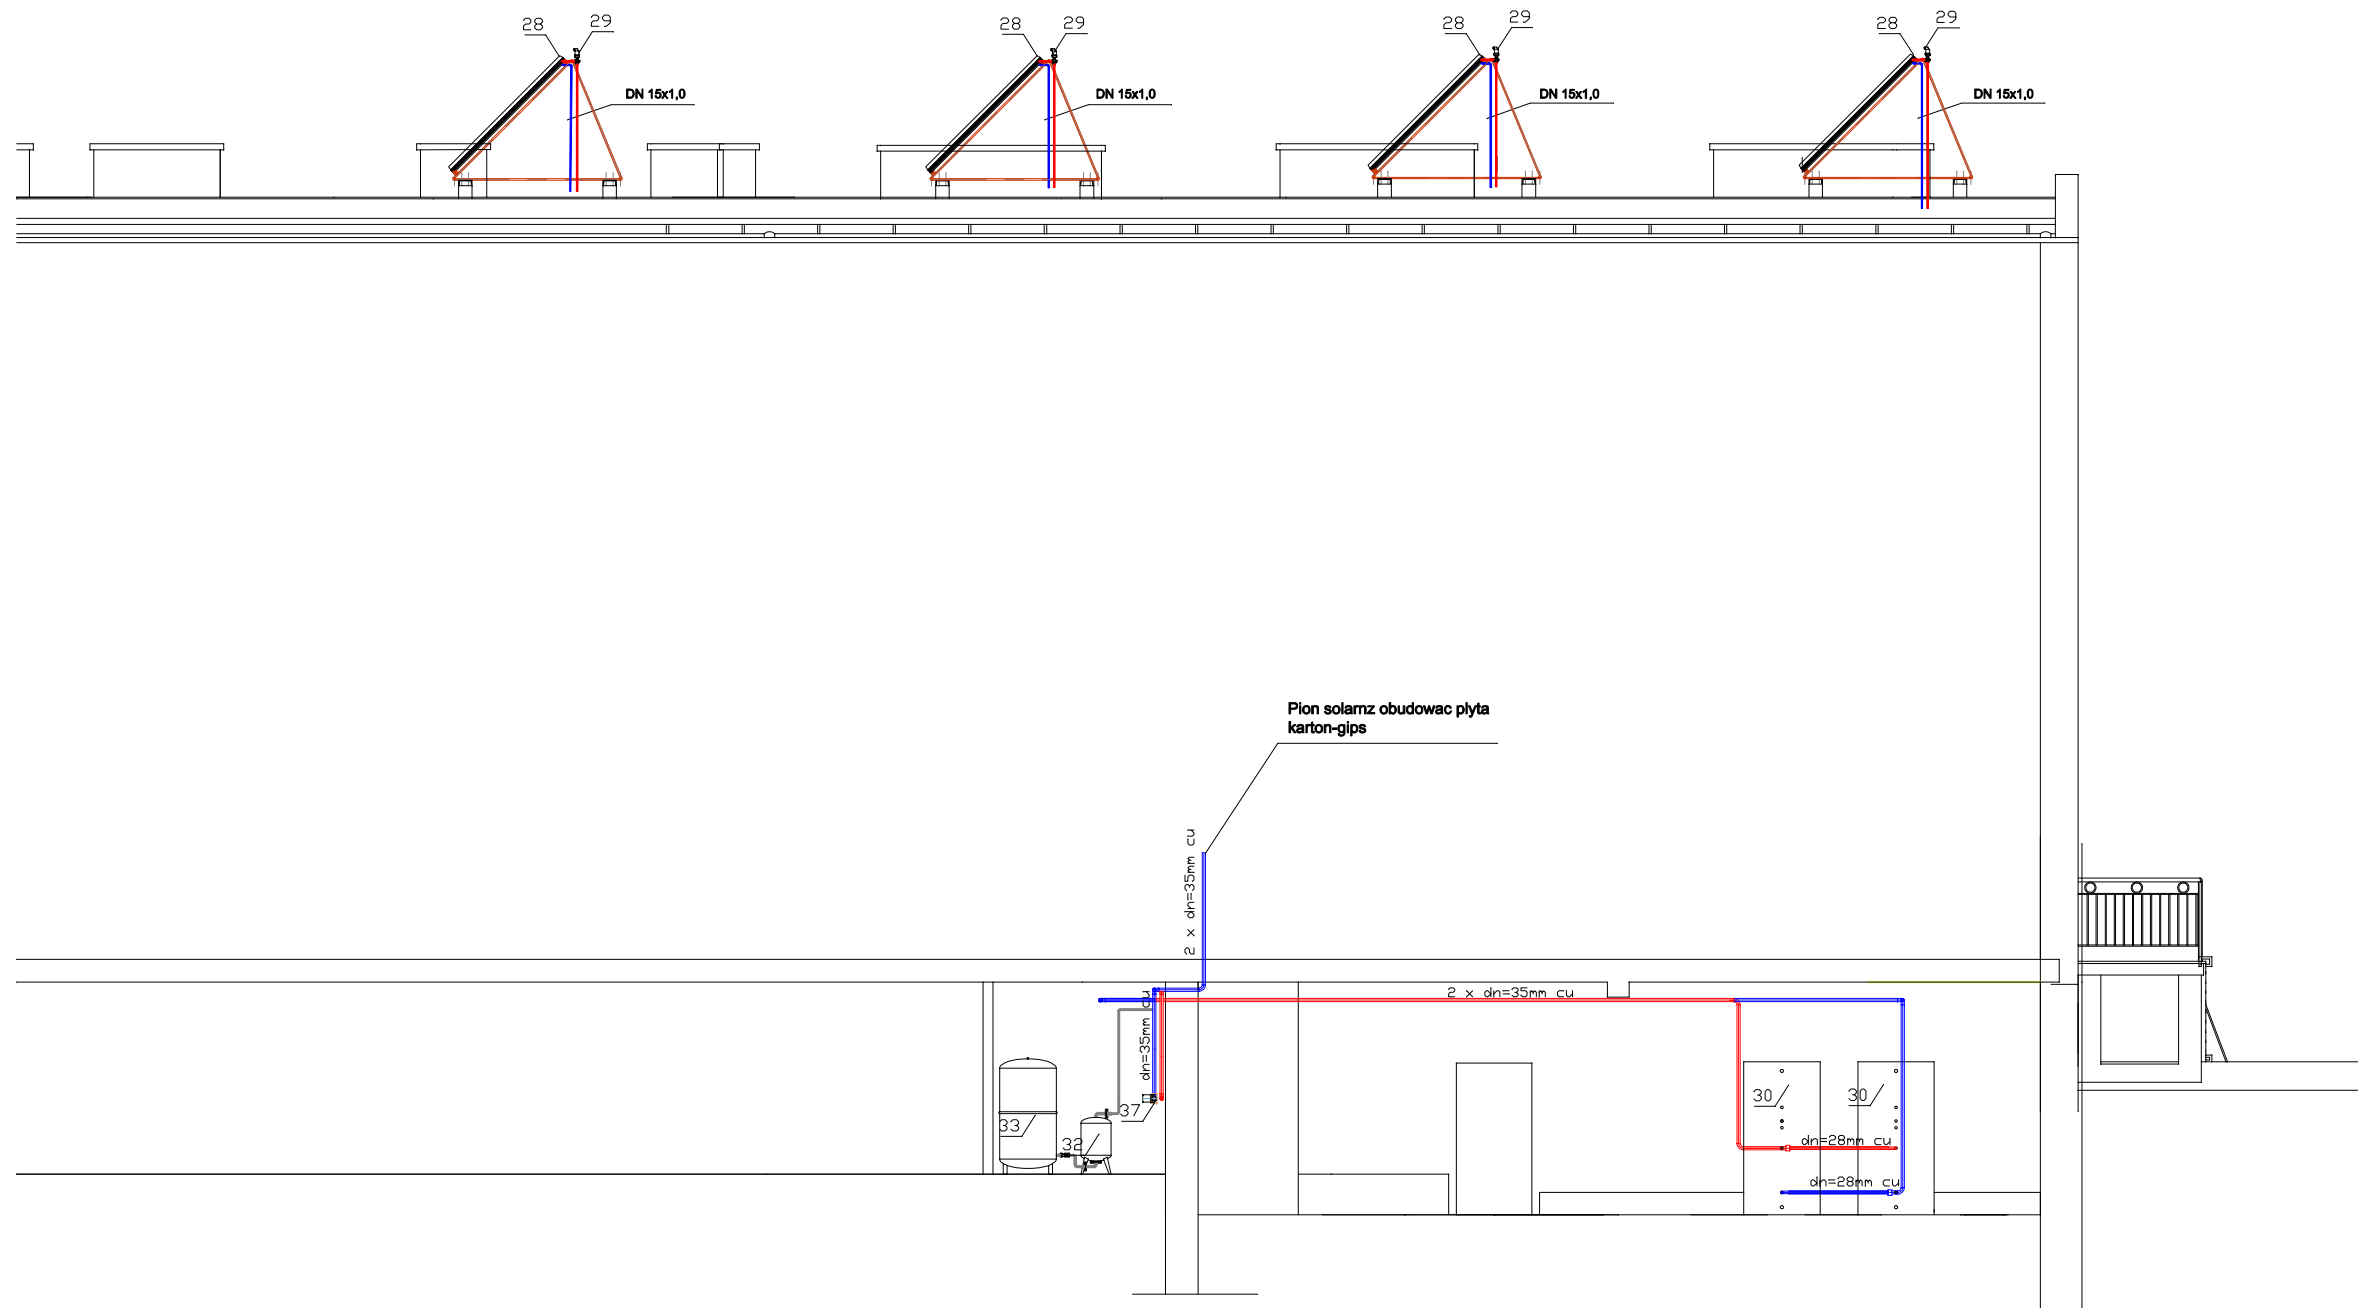 28
29
28
29
28
29
28
29
DN 15x1,0
DN 15x1,0
DN 15x1,0
DN 15x1,0
Pion solarnz obudowac plyta
karton-gips
2 x dn=35mm cu
2 x dn=35mm cu
dn=35mm cu
30
30
37
33
32
dn=28mm cu
dn=28mm cu